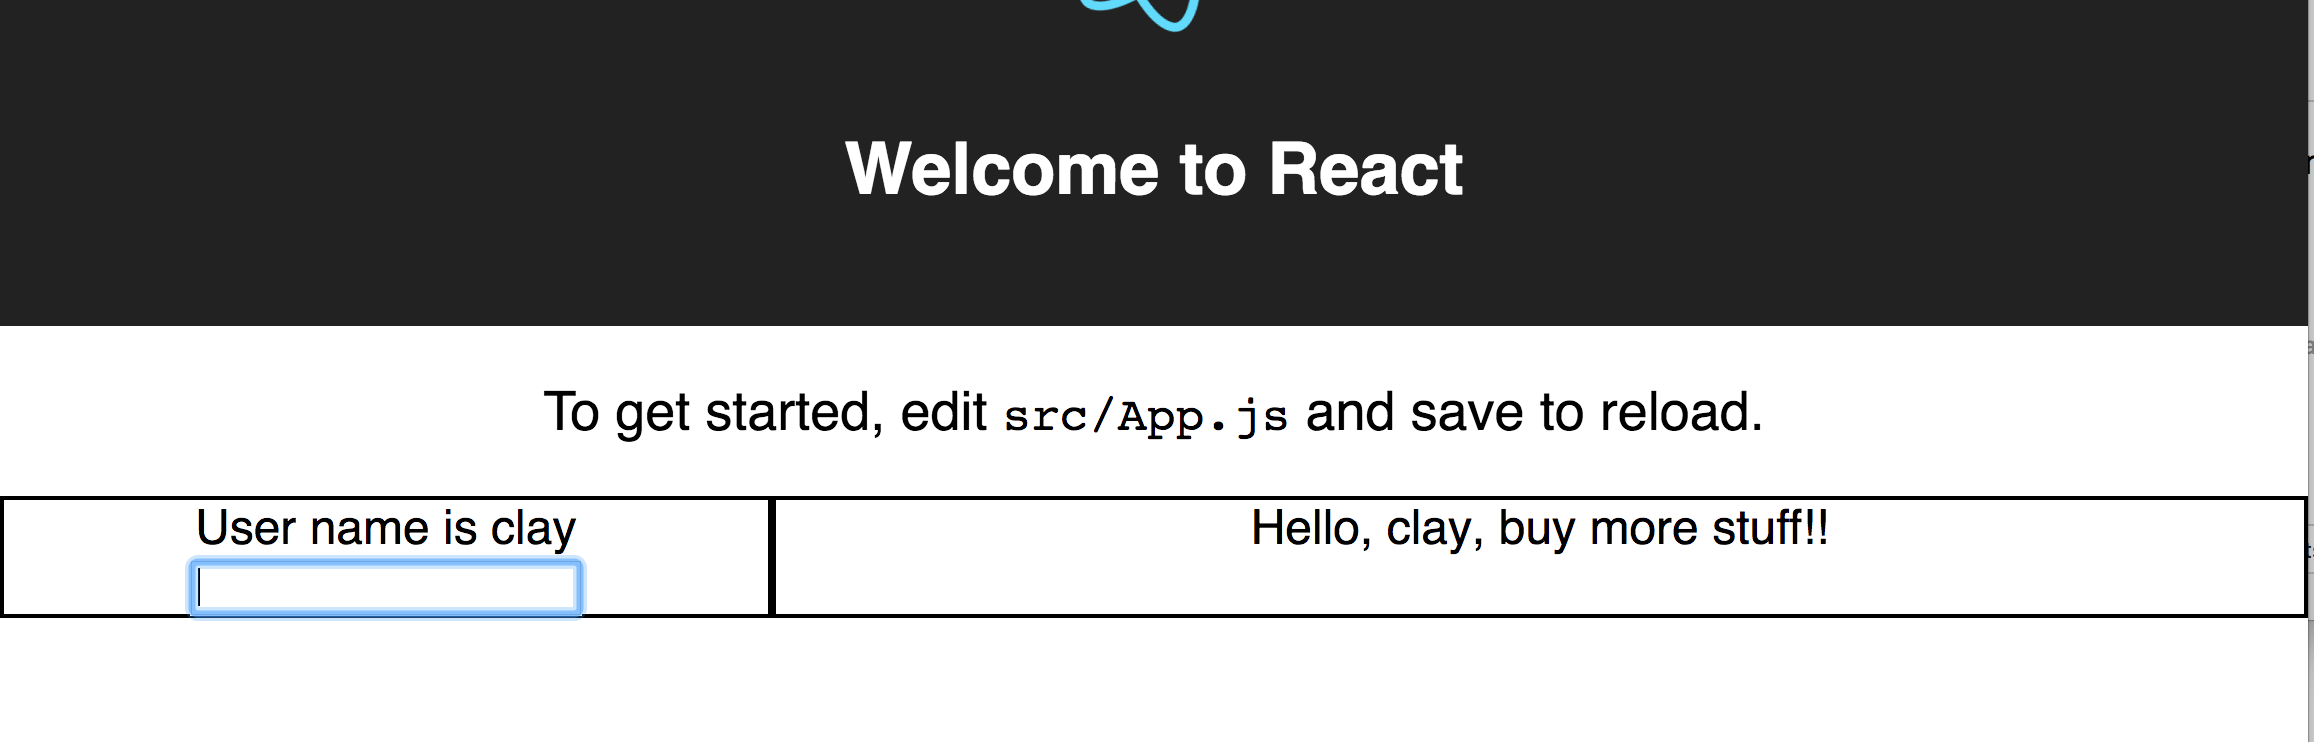 Welcome to React
To get started, edit src/App.js and save to reload.
User name is clay
Hello, clay, buy more stuff!!